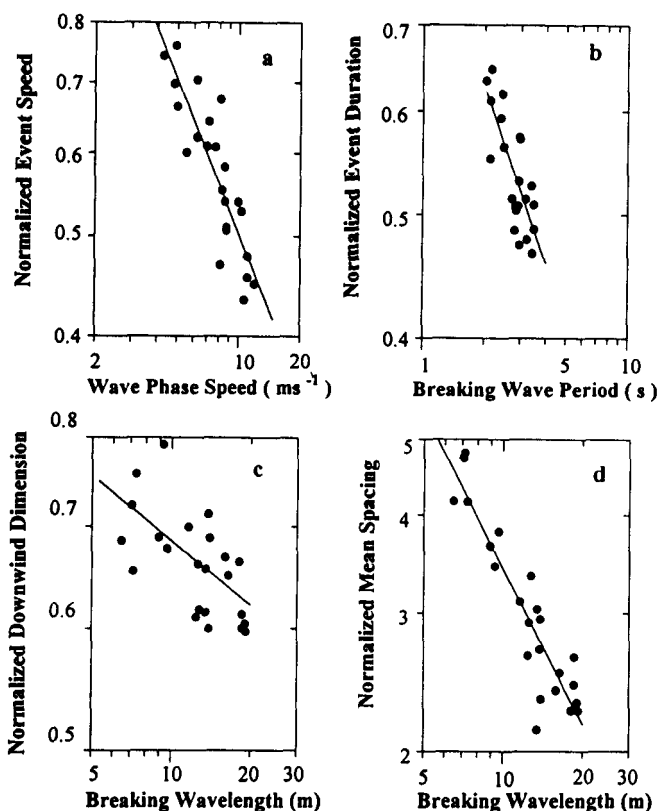 Normalized Event Speed
0.8
0.7
0.6
0.5
0.4
a
2
10
20
Wave Phase Speed ( ms⁻¹)
Normalized Event Duration
0.7
0.6
0.5
0.4
b
1
5
10
Breaking Wave Period ( s)
Normalized Downwind Dimension
0.8
0.7
0.6
0.5
c
5
10
20
30
Breaking Wavelength (m)
Normalized Mean Spacing
5
4
3
2
d
5
10
20
30
Breaking Wavelength (m)